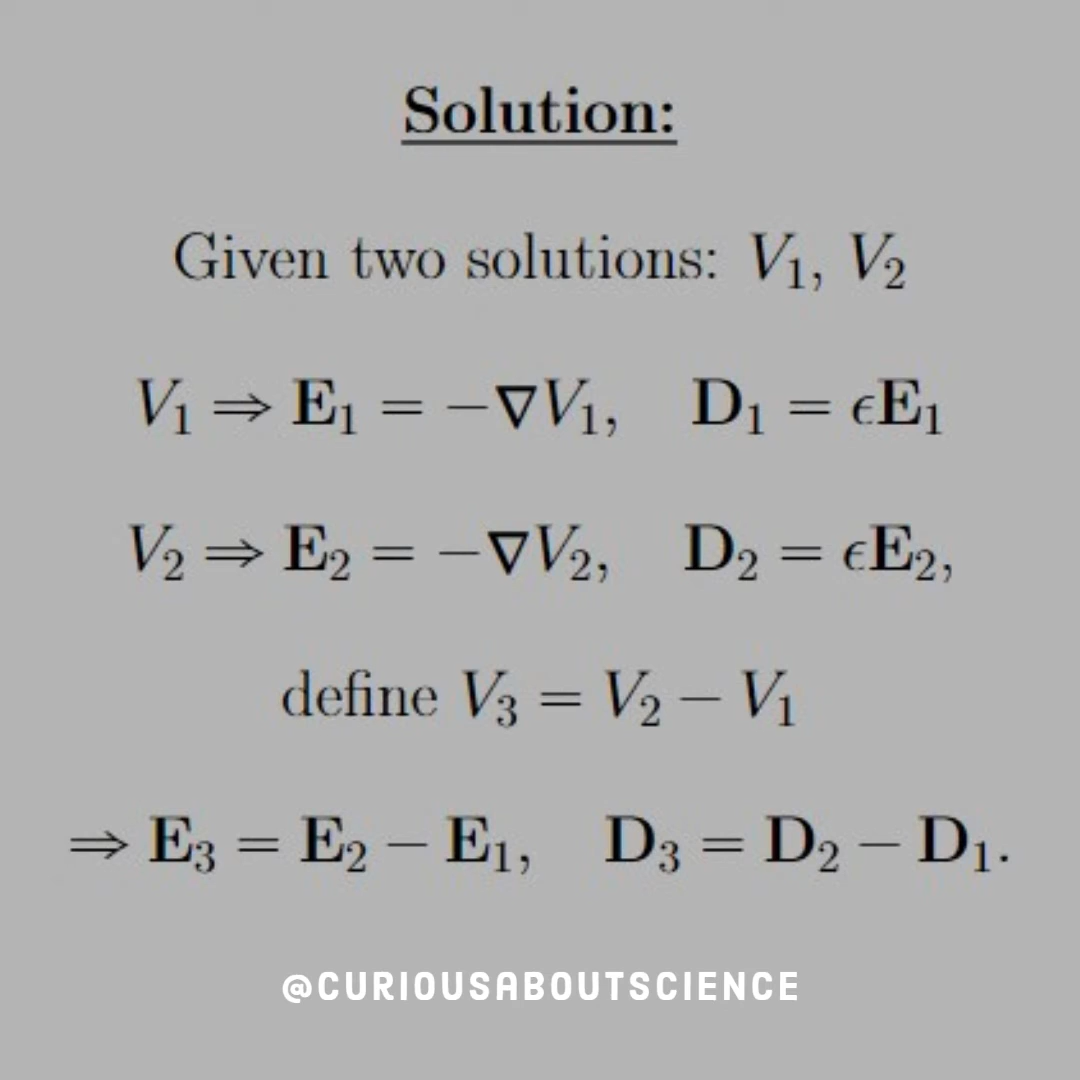 Solution:
Given two solutions: V₁, V₂
V₁ ⇒ E₁ = −∇V₁, D₁ = ϵE₁
V₂ ⇒ E₂ = −∇V₂, D₂ = ϵE₂,
define V₃ = V₂ − V₁
⇒ E₃ = E₂ − E₁, D₃ = D₂ − D₁.
@CURIOUSABOUTSCIENCE